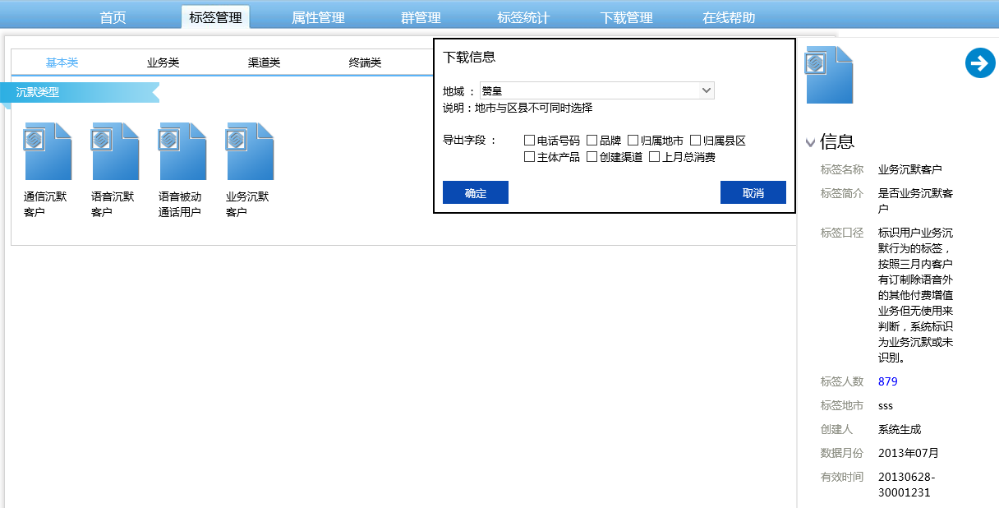 首页 标签管理 属性管理 群管理 标签统计 下载管理 在线帮助
基本类 业务类 渠道类 终端类
沉默类型
通信沉默
客户
语音沉默
客户
语音被动
通话用户
业务沉默
客户
下载信息
地域 : 赞皇
说明:地市与区县不可同时选择
导出字段 : 电话号码 品牌 归属地市 归属县区
主体产品 创建渠道 上月总消费
确定 取消
信息
标签名称 业务沉默客户
标签简介 是否业务沉默客
户
标签口径 标识用户业务沉
默行为的标签，
按照三月内客户
有订制除语音外
的其他付费增值
业务但无使用来
判断，系统标识
为业务沉默或未
识别。
标签人数 879
标签地市 sss
创建人 系统生成
数据月份 2013年07月
有效时间 20130628-
30001231